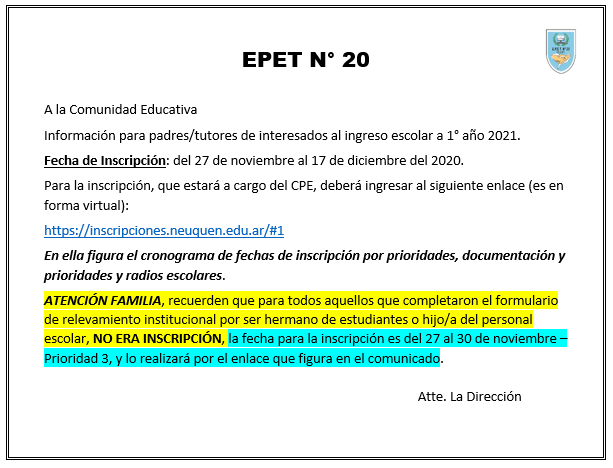 EPET N° 20
A la Comunidad Educativa
Información para padres/tutores de interesados al ingreso escolar a 1° año 2021.
Fecha de Inscripción: del 27 de noviembre al 17 de diciembre del 2020.
Para la inscripción, que estará a cargo del CPE, deberá ingresar al siguiente enlace (es en
forma virtual):
https://inscripciones.neuquen.edu.ar/#1
En ella figura el cronograma de fechas de inscripción por prioridades, documentación y
prioridades y radios escolares.
ATENCIÓN FAMILIA, recuerden que para todos aquellos que completaron el formulario
de relevamiento institucional por ser hermano de estudiantes o hijo/a del personal
escolar, NO ERA INSCRIPCIÓN, la fecha para la inscripción es del 27 al 30 de noviembre –
Prioridad 3, y lo realizará por el enlace que figura en el comunicado.
Atte. La Dirección